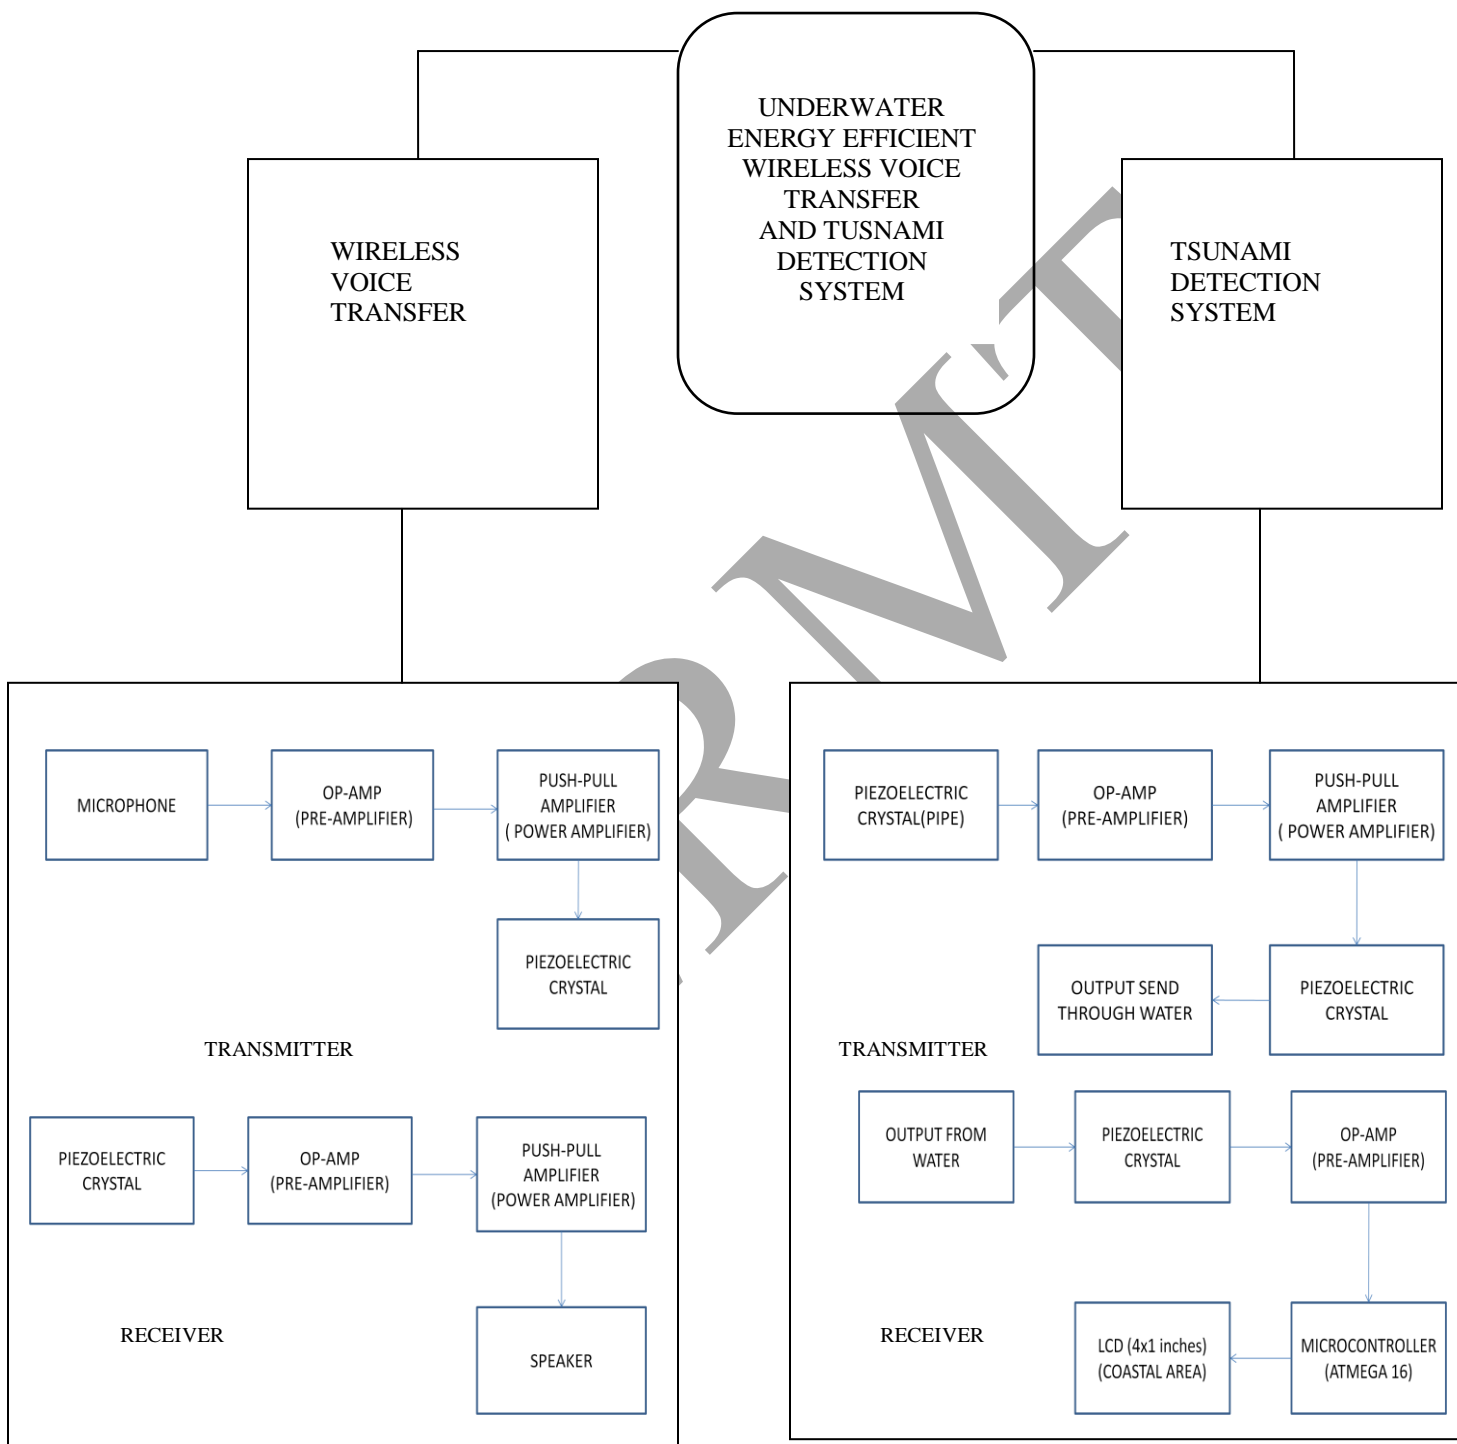 UNDERWATER
ENERGY EFFICIENT
WIRELESS VOICE
TRANSFER
AND TUSNAMI
DETECTION
SYSTEM
WIRELESS
VOICE
TRANSFER
TSUNAMI
DETECTION
SYSTEM
MICROPHONE
OP-AMP
(PRE-AMPLIFIER)
PUSH-PULL
AMPLIFIER
( POWER AMPLIFIER)
PIEZOELECTRIC
CRYSTAL
TRANSMITTER
PIEZOELECTRIC
CRYSTAL
OP-AMP
(PRE-AMPLIFIER)
PUSH-PULL
AMPLIFIER
(POWER AMPLIFIER)
SPEAKER
RECEIVER
PIEZOELECTRIC
CRYSTAL(PIPE)
OP-AMP
(PRE-AMPLIFIER)
PUSH-PULL
AMPLIFIER
( POWER AMPLIFIER)
PIEZOELECTRIC
CRYSTAL
OUTPUT SEND
THROUGH WATER
TRANSMITTER
OUTPUT FROM
WATER
PIEZOELECTRIC
CRYSTAL
OP-AMP
(PRE-AMPLIFIER)
MICROCONTROLLER
(ATMEGA 16)
LCD (4x1 inches)
(COASTAL AREA)
RECEIVER